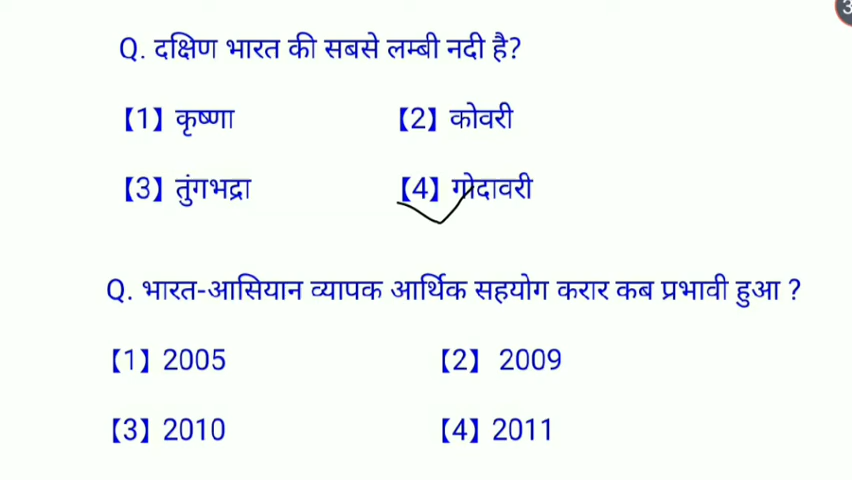 3
Q. दक्षिण भारत की सबसे लम्बी नदी है?
【1】 कृष्णा 【2】 कोवरी
【3】 तुंगभद्रा 【4】 गोदावरी
Q. भारत-आसियान व्यापक आर्थिक सहयोग करार कब प्रभावी हुआ ?
【1】 2005 【2】 2009
【3】 2010 【4】 2011